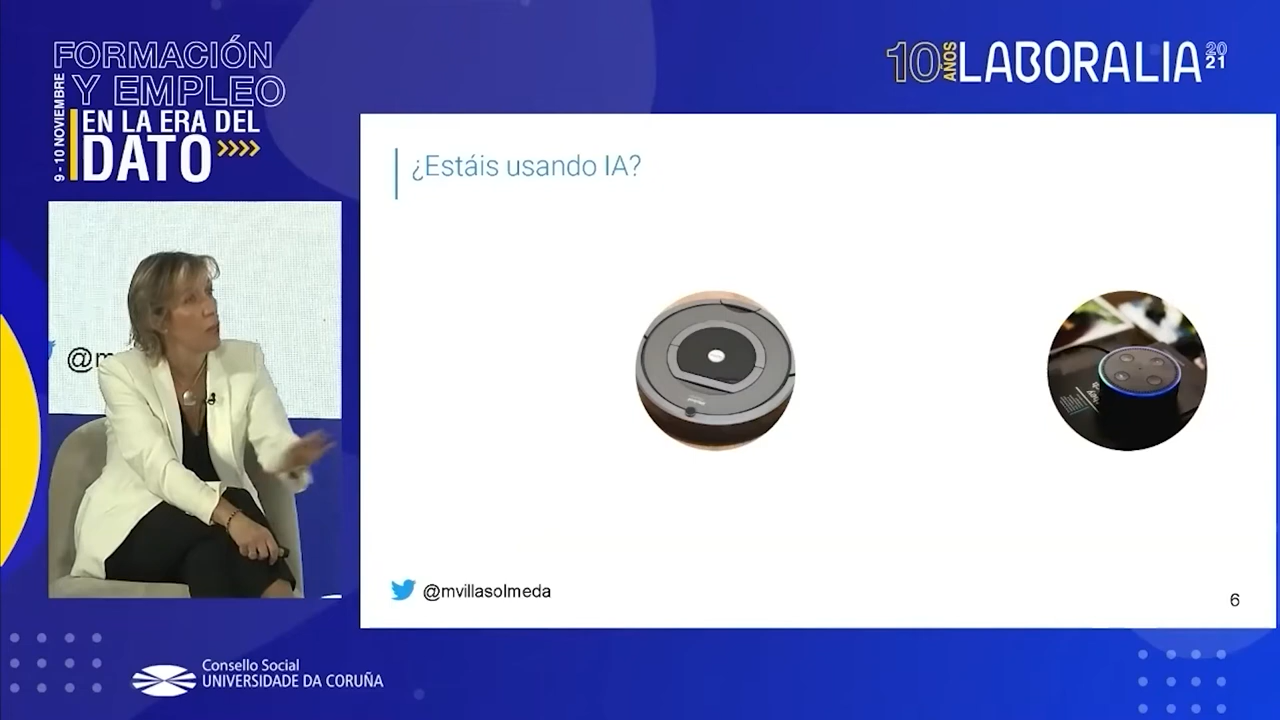 FORMACIÓN
Y EMPLEO
EN LA ERA DEL
DATO
9 - 10 NOVIEMBRE
10 AÑOS LABORALIA 2021
¿Estáis usando IA?
@m
@mvillasolmeda
6
Consello Social
UNIVERSIDADE DA CORUÑA